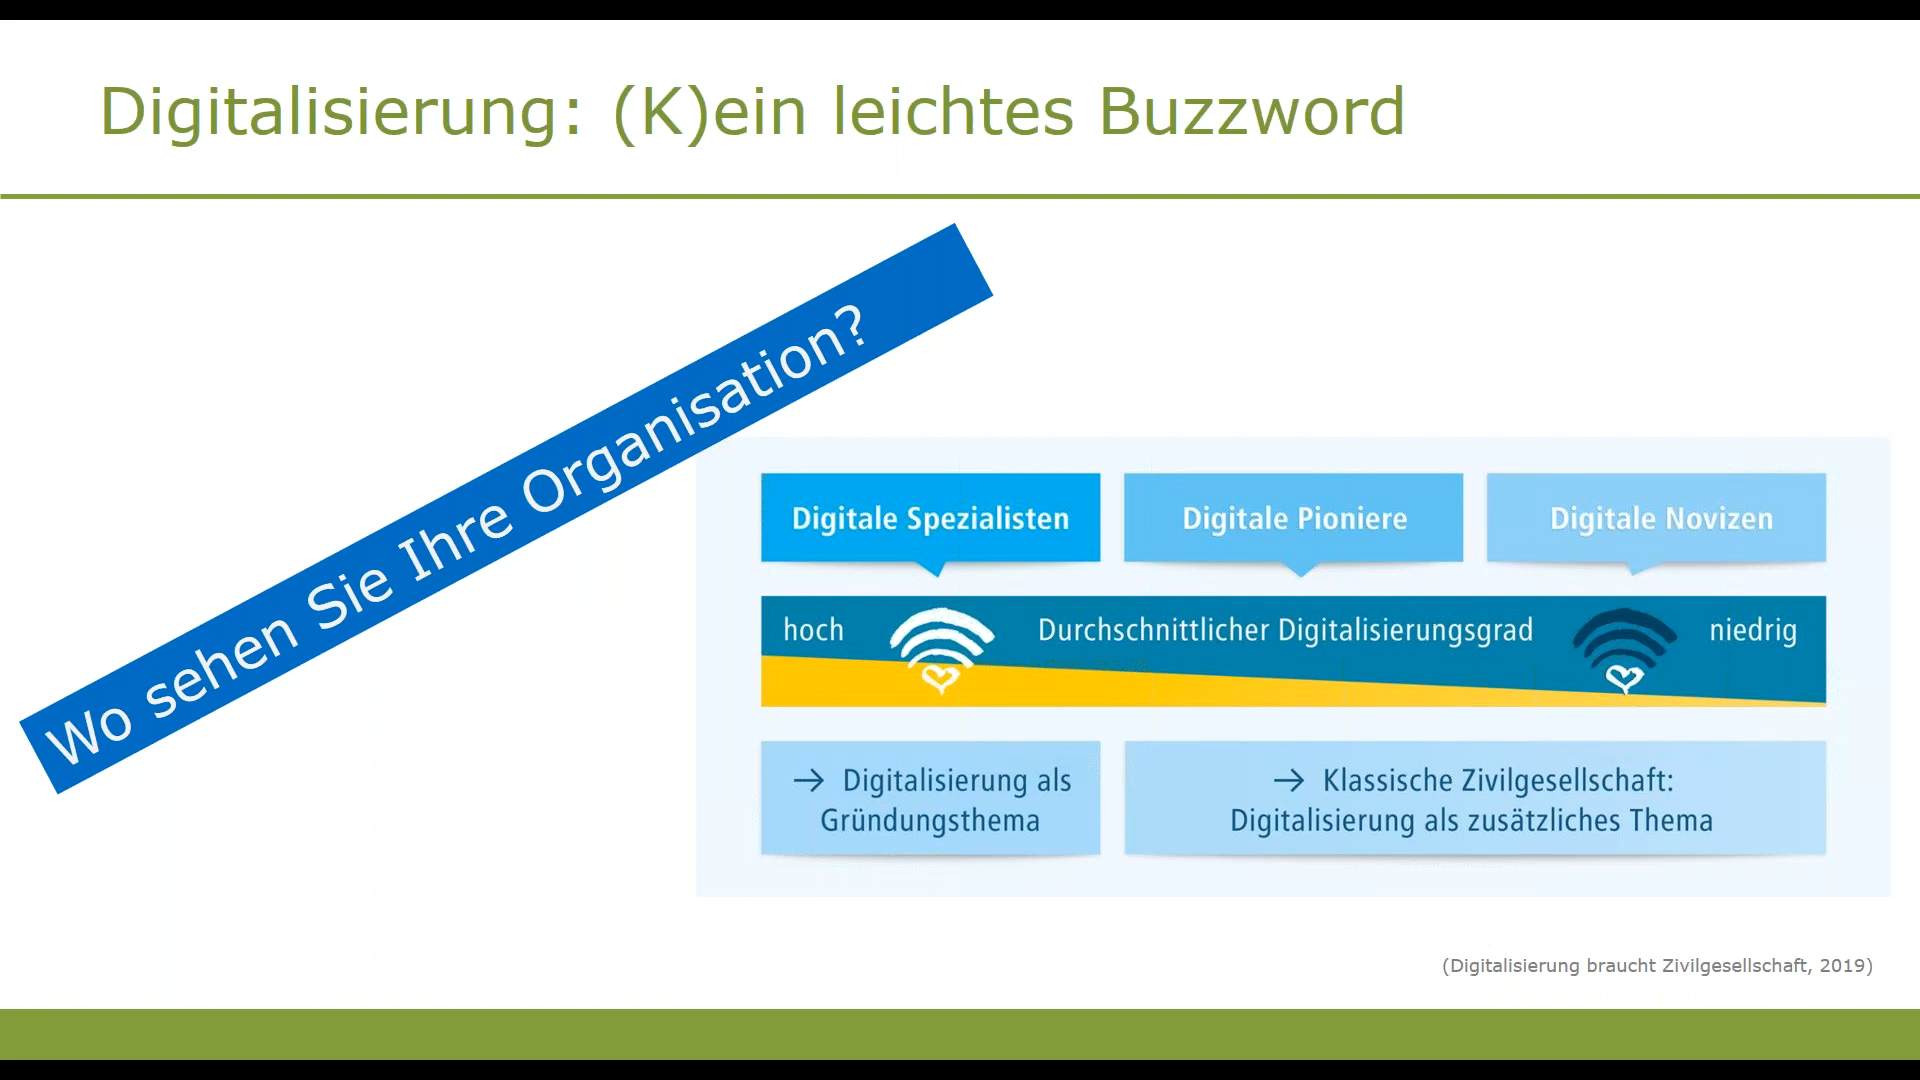 Digitalisierung: (K)ein leichtes Buzzword
Wo sehen Sie Ihre Organisation?
Digitale Spezialisten
Digitale Pioniere
Digitale Novizen
hoch
Durchschnittlicher Digitalisierungsgrad
niedrig
→ Digitalisierung als
Gründungsthema
→ Klassische Zivilgesellschaft:
Digitalisierung als zusätzliches Thema
(Digitalisierung braucht Zivilgesellschaft, 2019)